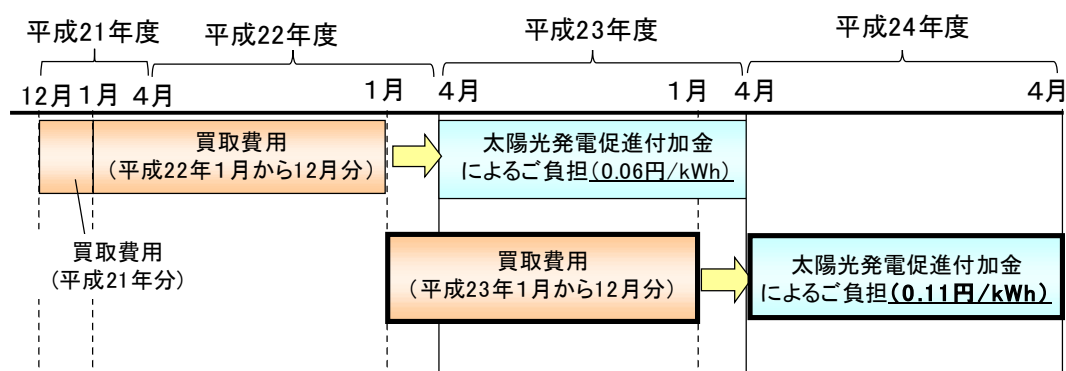 平成21年度
平成22年度
平成23年度
平成24年度
12月
1月
4月
1月
4月
1月
4月
4月
買取費用
(平成22年1月から12月分)
太陽光発電促進付加金
によるご負担(0.06円/kWh)
買取費用
(平成21年分)
買取費用
(平成23年1月から12月分)
太陽光発電促進付加金
によるご負担(0.11円/kWh)